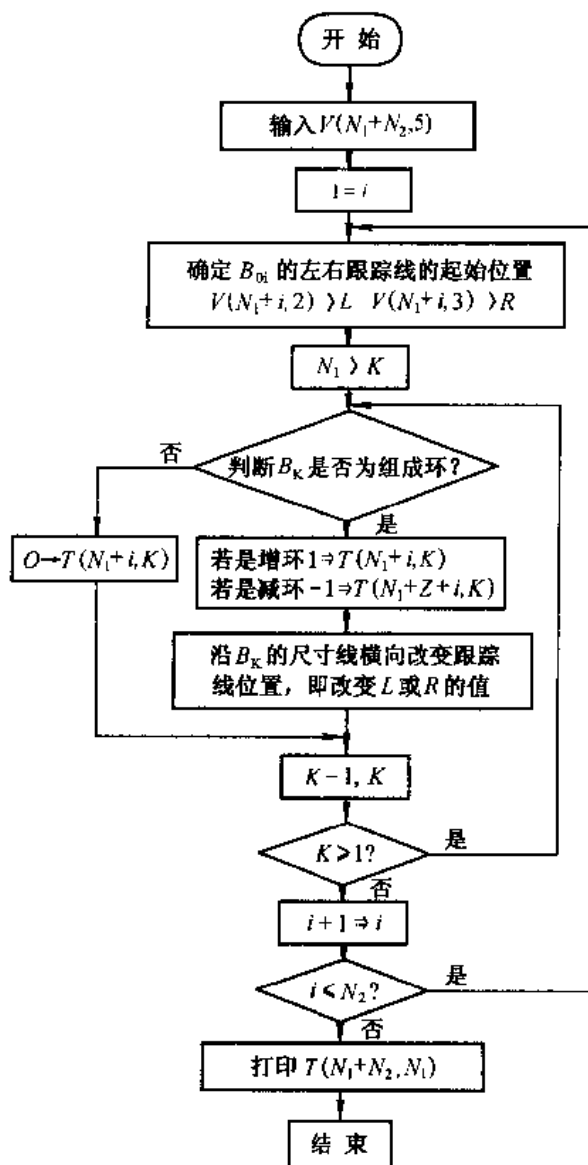 开 始
输入V(N₁+N₂,5)
1=i
确定 B₀ᵢ 的左右跟踪线的起始位置
V(N₁+i,2)〉L V(N₁+i,3)〉R
N₁〉K
判断B_K是否为组成环?
否
是
O→T(N₁+i,K)
若是增环1⇒T(N₁+i,K)
若是减环-1⇒T(N₁+Z+i,K)
沿B_K的尺寸线横向改变跟踪
线位置，即改变L或R的值
K-1, K
K≥1?
是
否
i+1⇒i
i≤N₂?
是
否
打印 T(N₁+N₂,N₁)
结 束